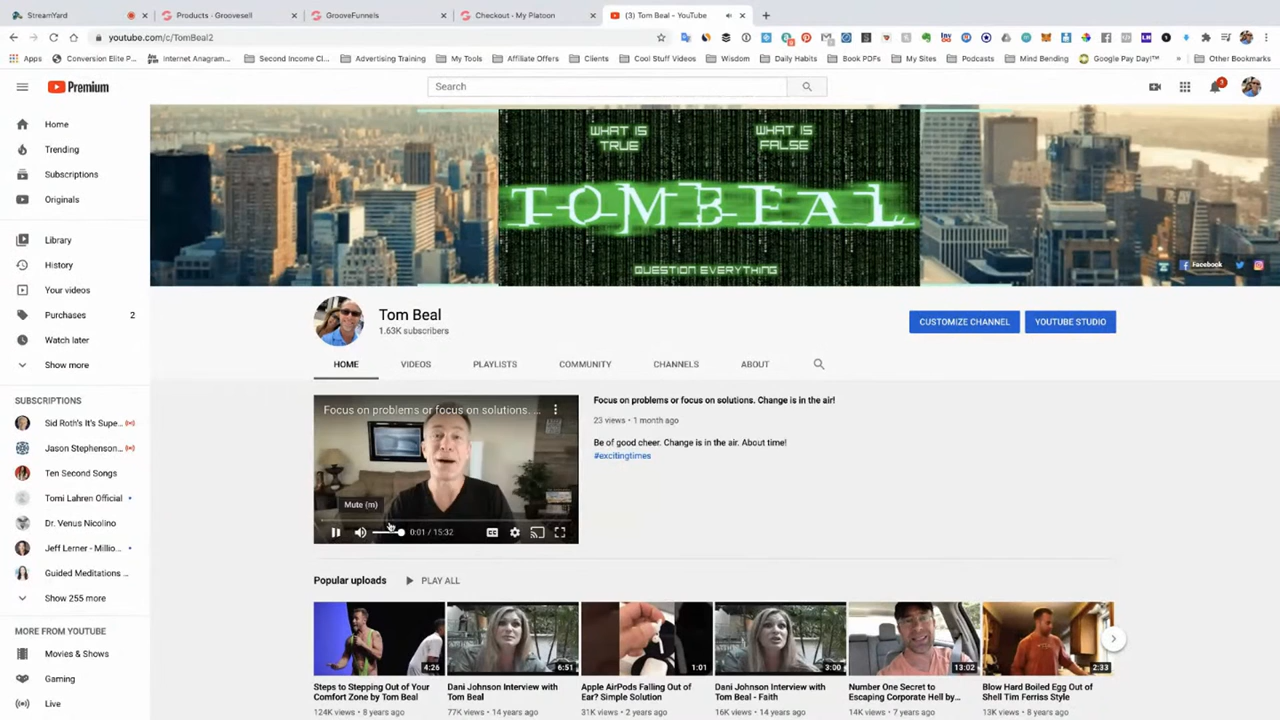 StreamYard
Products - Groovesell
GrooveFunnels
Checkout - My Platoon
(3) Tom Beal - YouTube
youtube.com/c/TomBeal2
Apps
Conversion Elite P...
Internet Anagram...
Second Income Cl...
Advertising Training
My Tools
Affiliate Offers
Clients
Cool Stuff Videos
Wisdom
Daily Habits
Book PDFs
My Sites
Podcasts
Mind Bending
Google Pay Day!™
»
Other Bookmarks
Premium
Search
3
Home
Trending
Subscriptions
Originals
Library
History
Your videos
Purchases 2
Watch later
Show more
SUBSCRIPTIONS
Sid Roth's It's Supe...
Jason Stephenson...
Ten Second Songs
Tomi Lahren Official
Dr. Venus Nicolino
Jeff Lerner - Millio...
Guided Meditations ...
Show 255 more
MORE FROM YOUTUBE
Movies & Shows
Gaming
Live
WHAT IS TRUE
WHAT IS FALSE
TOMBEAL
QUESTION EVERYTHING
Facebook
Tom Beal
1.63K subscribers
CUSTOMIZE CHANNEL
YOUTUBE STUDIO
HOME
VIDEOS
PLAYLISTS
COMMUNITY
CHANNELS
ABOUT
Focus on problems or focus on solutions. ...
Mute (m)
0:01 / 15:32
CC
Focus on problems or focus on solutions. Change is in the air!
23 views • 1 month ago
Be of good cheer. Change is in the air. About time!
#excitingtimes
Popular uploads
PLAY ALL
4:26
6:51
1:01
3:00
13:02
2:33
Steps to Stepping Out of Your
Comfort Zone by Tom Beal
124K views • 8 years ago
Dani Johnson Interview with
Tom Beal
77K views • 14 years ago
Apple AirPods Falling Out of
Ear? Simple Solution
31K views • 2 years ago
Dani Johnson Interview with
Tom Beal - Faith
16K views • 14 years ago
Number One Secret to
Escaping Corporate Hell by...
14K views • 7 years ago
Blow Hard Boiled Egg Out of
Shell Tim Ferriss Style
13K views • 8 years ago